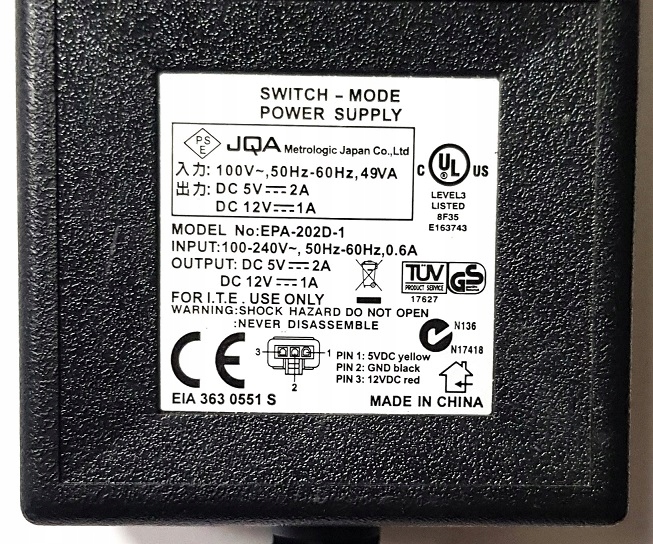 SWITCH - MODE
POWER SUPPLY
PSE JQA Metrologic Japan Co.,Ltd
入力: 100V~,50Hz-60Hz,49VA
出力: DC 5V⎓2A
DC 12V⎓1A
MODEL No:EPA-202D-1
INPUT:100-240V~, 50Hz-60Hz,0.6A
OUTPUT: DC 5V⎓2A
DC 12V⎓1A
FOR I.T.E. USE ONLY
C UL US
LEVEL3
LISTED
8F35
E163743
TÜV
PRODUCT SERVICE
GS
17627
WARNING:SHOCK HAZARD DO NOT OPEN
:NEVER DISASSEMBLE
N136
N17418
CE
3 1
2
PIN 1: 5VDC yellow
PIN 2: GND black
PIN 3: 12VDC red
EIA 363 0551 S
MADE IN CHINA